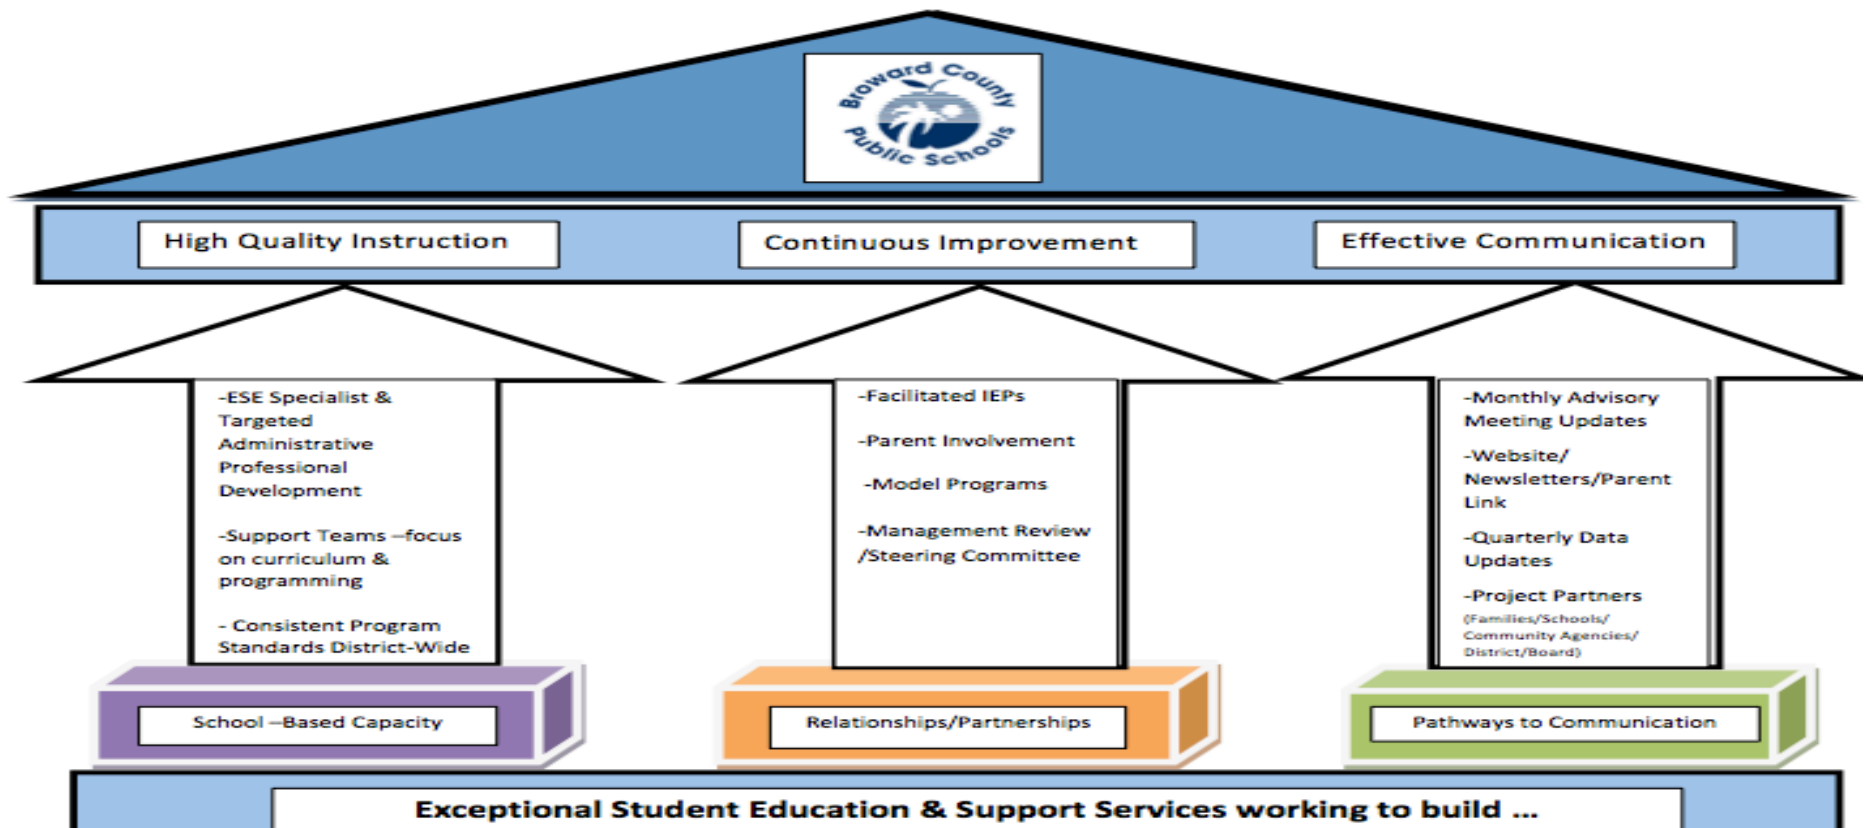 Broward County
Public Schools
High Quality Instruction
Continuous Improvement
Effective Communication
-ESE Specialist &
Targeted
Administrative
Professional
Development
-Support Teams –focus
on curriculum &
programming
- Consistent Program
Standards District-Wide
-Facilitated IEPs
-Parent Involvement
-Model Programs
-Management Review
/Steering Committee
-Monthly Advisory
Meeting Updates
-Website/
Newsletters/Parent
Link
-Quarterly Data
Updates
-Project Partners
(Families/Schools/
Community Agencies/
District/Board)
School –Based Capacity
Relationships/Partnerships
Pathways to Communication
Exceptional Student Education & Support Services working to build ...